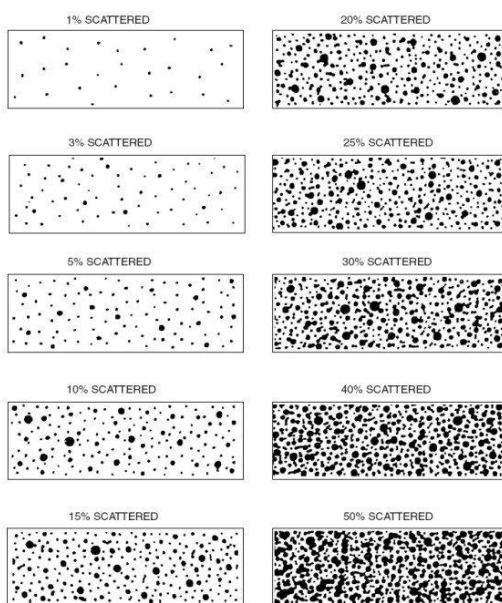 1% SCATTERED
20% SCATTERED
3% SCATTERED
25% SCATTERED
5% SCATTERED
30% SCATTERED
10% SCATTERED
40% SCATTERED
15% SCATTERED
50% SCATTERED